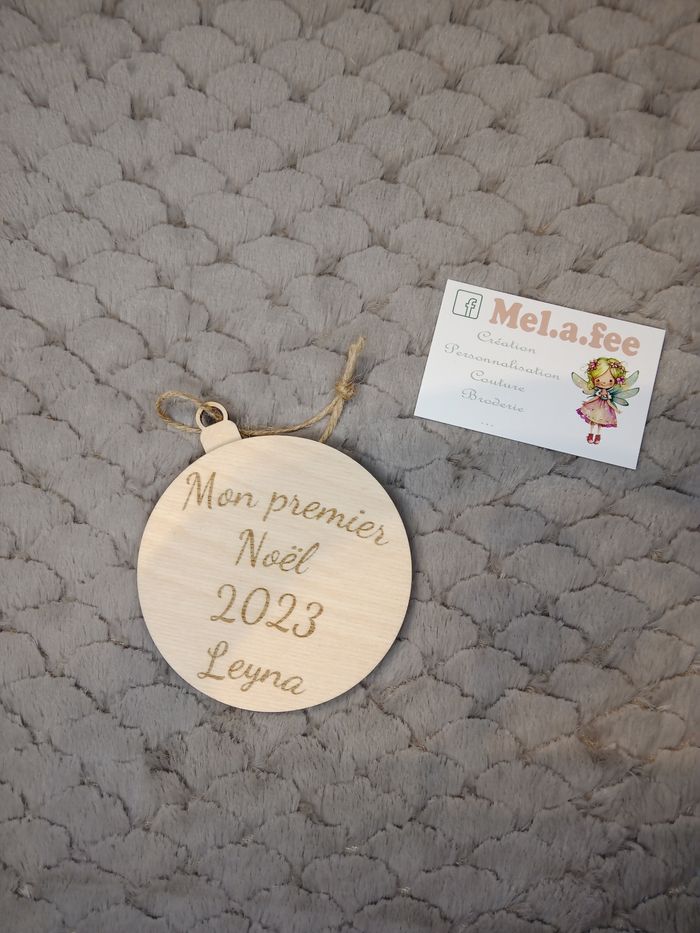 Mel.a.fee
Création
Personnalisation
Couture
Broderie
...
Mon premier
Noël
2023
Leyna